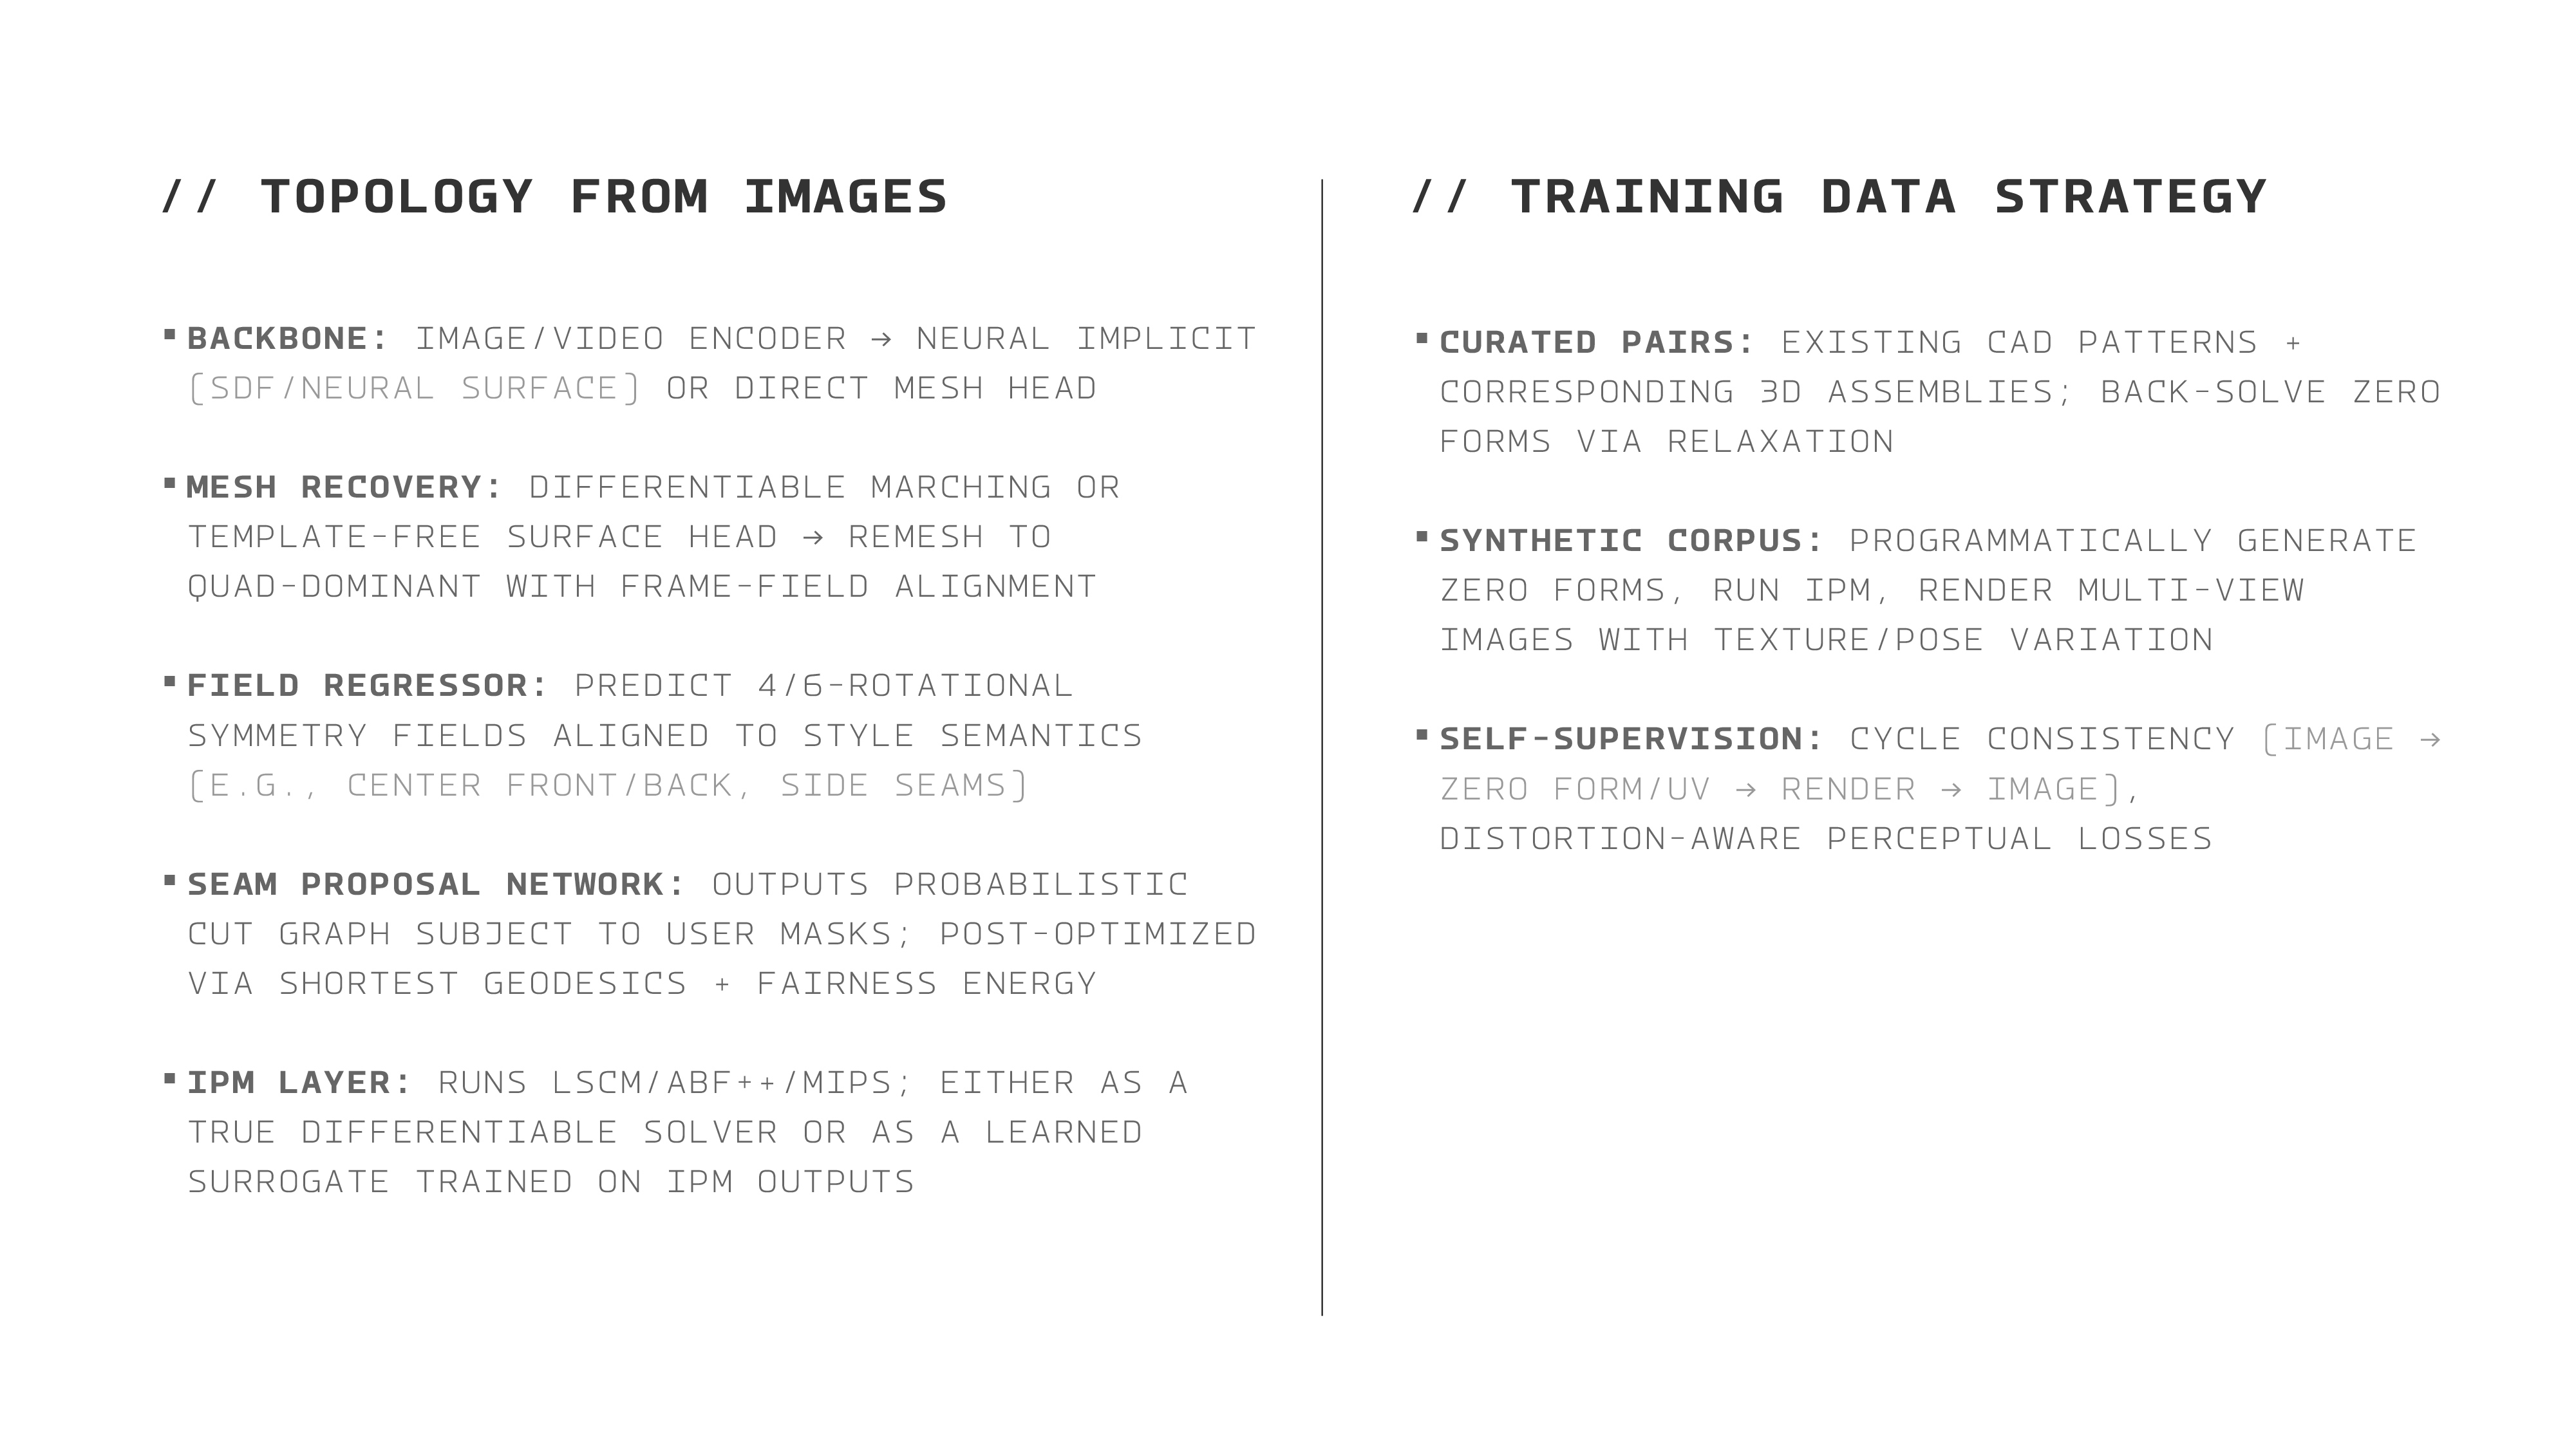 // TOPOLOGY FROM IMAGES
▪ BACKBONE: IMAGE/VIDEO ENCODER → NEURAL IMPLICIT
(SDF/NEURAL SURFACE) OR DIRECT MESH HEAD
▪ MESH RECOVERY: DIFFERENTIABLE MARCHING OR
TEMPLATE-FREE SURFACE HEAD → REMESH TO
QUAD-DOMINANT WITH FRAME-FIELD ALIGNMENT
▪ FIELD REGRESSOR: PREDICT 4/6-ROTATIONAL
SYMMETRY FIELDS ALIGNED TO STYLE SEMANTICS
(E.G., CENTER FRONT/BACK, SIDE SEAMS)
▪ SEAM PROPOSAL NETWORK: OUTPUTS PROBABILISTIC
CUT GRAPH SUBJECT TO USER MASKS; POST-OPTIMIZED
VIA SHORTEST GEODESICS + FAIRNESS ENERGY
▪ IPM LAYER: RUNS LSCM/ABF++/MIPS; EITHER AS A
TRUE DIFFERENTIABLE SOLVER OR AS A LEARNED
SURROGATE TRAINED ON IPM OUTPUTS
// TRAINING DATA STRATEGY
▪ CURATED PAIRS: EXISTING CAD PATTERNS +
CORRESPONDING 3D ASSEMBLIES; BACK-SOLVE ZERO
FORMS VIA RELAXATION
▪ SYNTHETIC CORPUS: PROGRAMMATICALLY GENERATE
ZERO FORMS, RUN IPM, RENDER MULTI-VIEW
IMAGES WITH TEXTURE/POSE VARIATION
▪ SELF-SUPERVISION: CYCLE CONSISTENCY (IMAGE →
ZERO FORM/UV → RENDER → IMAGE),
DISTORTION-AWARE PERCEPTUAL LOSSES